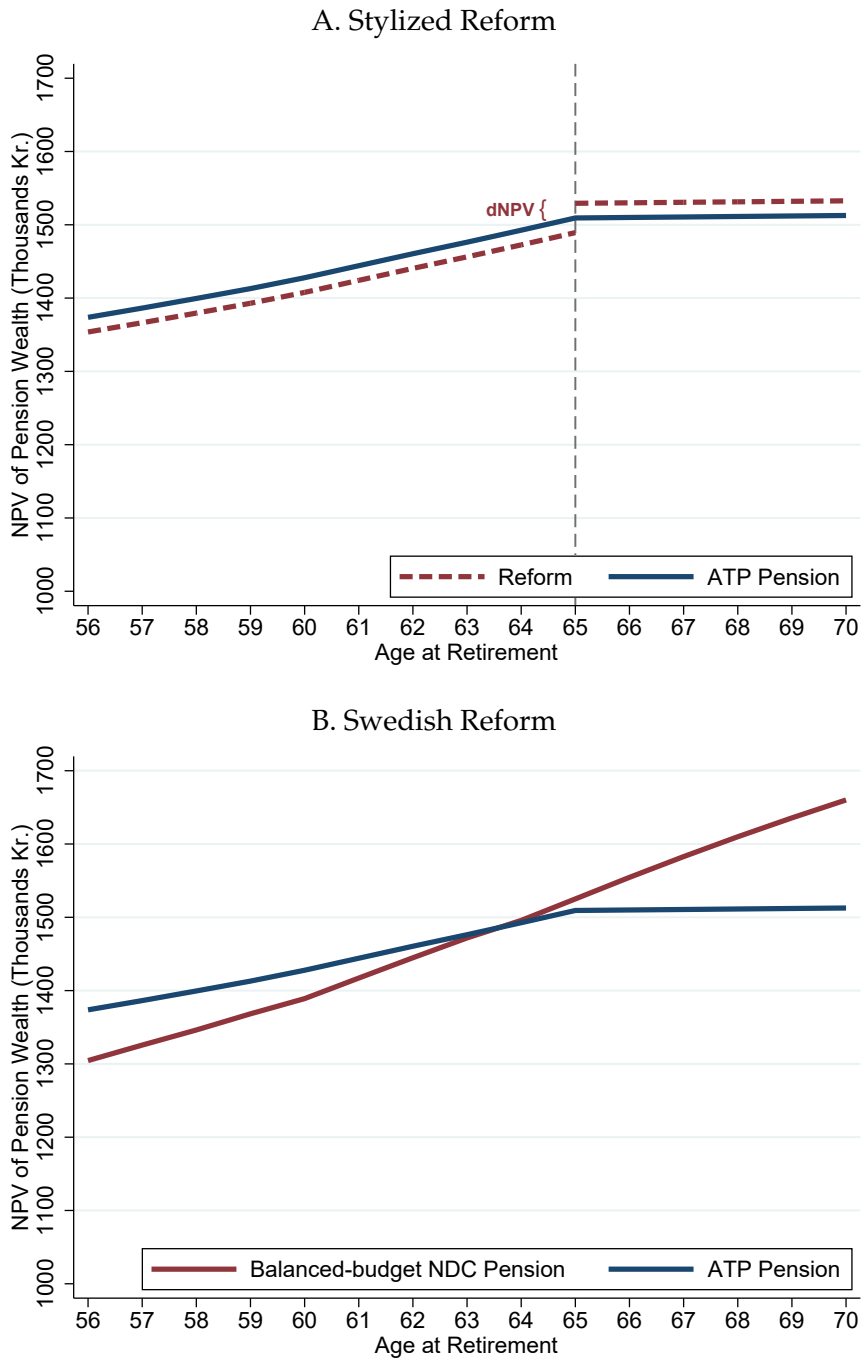 A. Stylized Reform
NPV of Pension Wealth (Thousands Kr.)
1700
1600
1500
1400
1300
1200
1100
1000
dNPV {
Reform
ATP Pension
56 57 58 59 60 61 62 63 64 65 66 67 68 69 70
Age at Retirement
B. Swedish Reform
NPV of Pension Wealth (Thousands Kr.)
1700
1600
1500
1400
1300
1200
1100
1000
Balanced-budget NDC Pension
ATP Pension
56 57 58 59 60 61 62 63 64 65 66 67 68 69 70
Age at Retirement